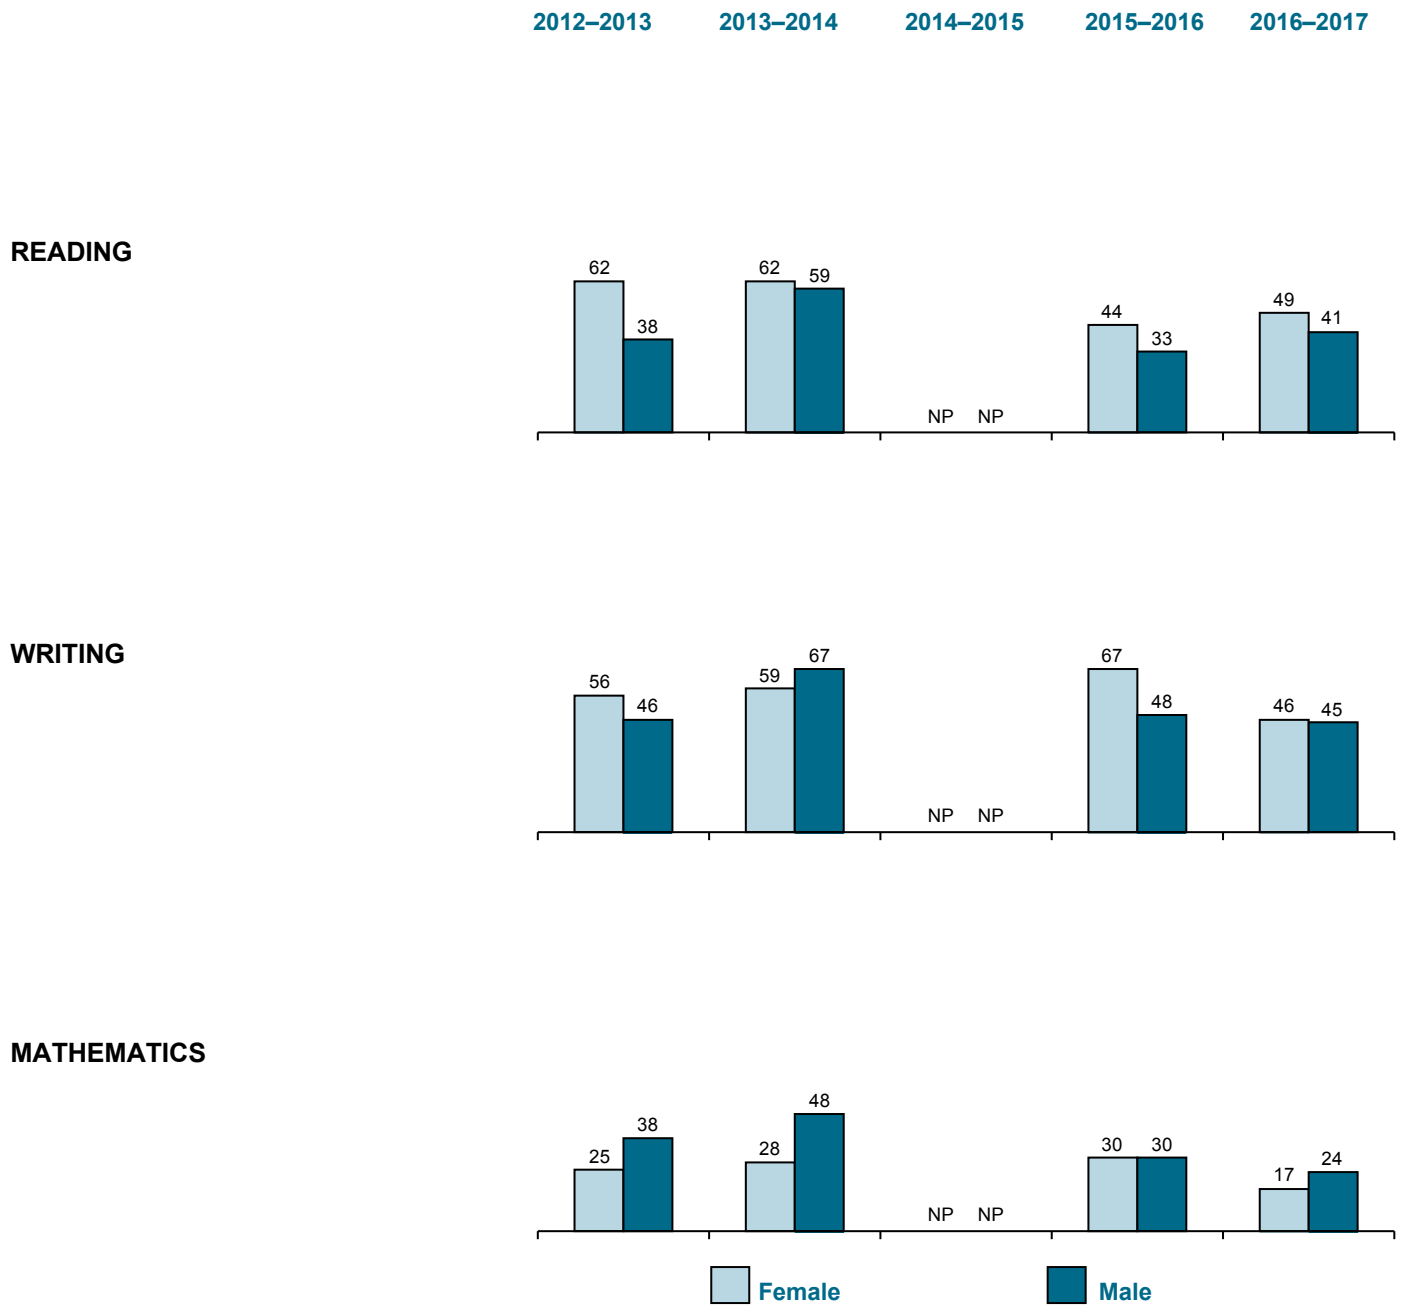 2012–2013 2013–2014 2014–2015 2015–2016 2016–2017
READING
62 38 62 59 NP NP 44 33 49 41
WRITING
56 46 59 67 NP NP 67 48 46 45
MATHEMATICS
25 38 28 48 NP NP 30 30 17 24
Female Male